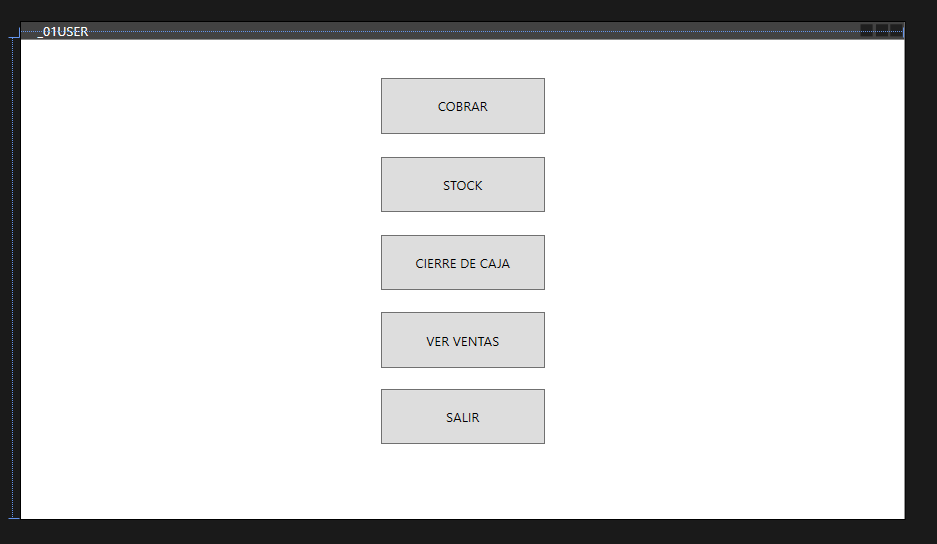 _01USER
COBRAR
STOCK
CIERRE DE CAJA
VER VENTAS
SALIR